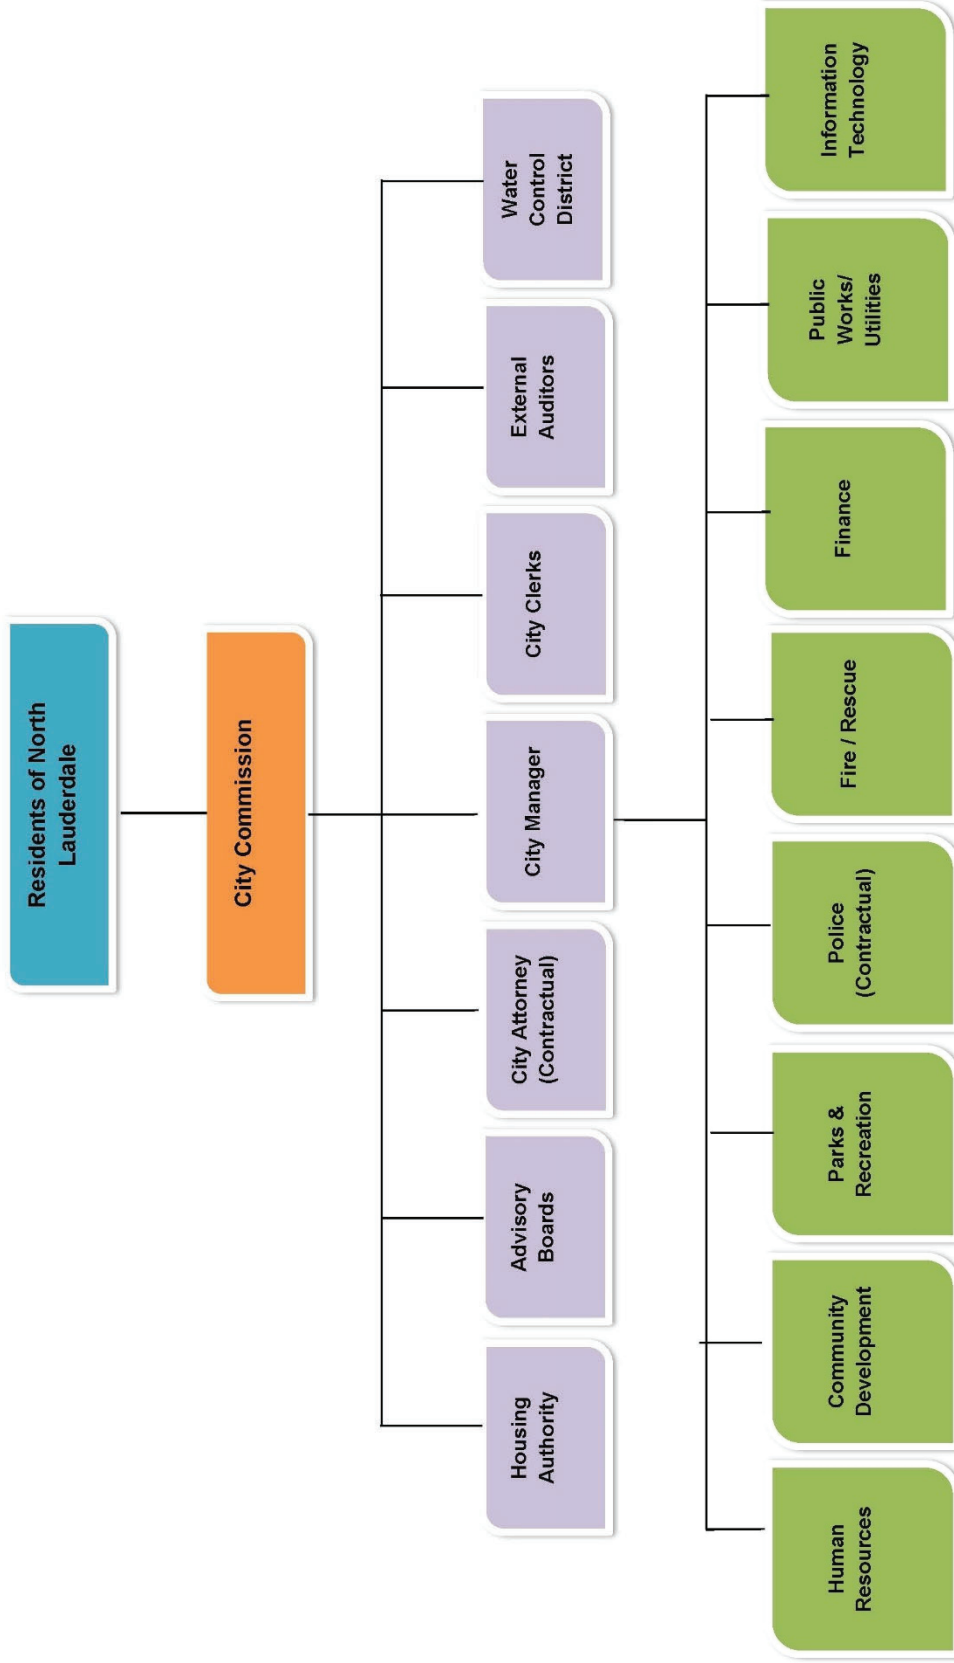 Residents of North
Lauderdale
City Commission
Housing
Authority
Advisory
Boards
City Attorney
(Contractual)
City Manager
City Clerks
External
Auditors
Water
Control
District
Human
Resources
Community
Development
Parks &
Recreation
Police
(Contractual)
Fire / Rescue
Finance
Public
Works/
Utilities
Information
Technology